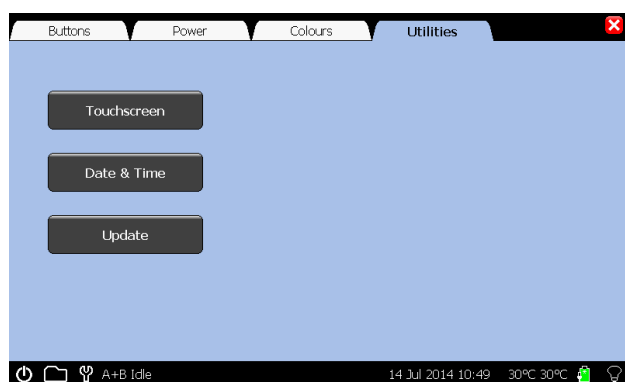 Buttons Power Colours Utilities
Touchscreen
Date & Time
Update
A+B Idle 14 Jul 2014 10:49 30°C 30°C